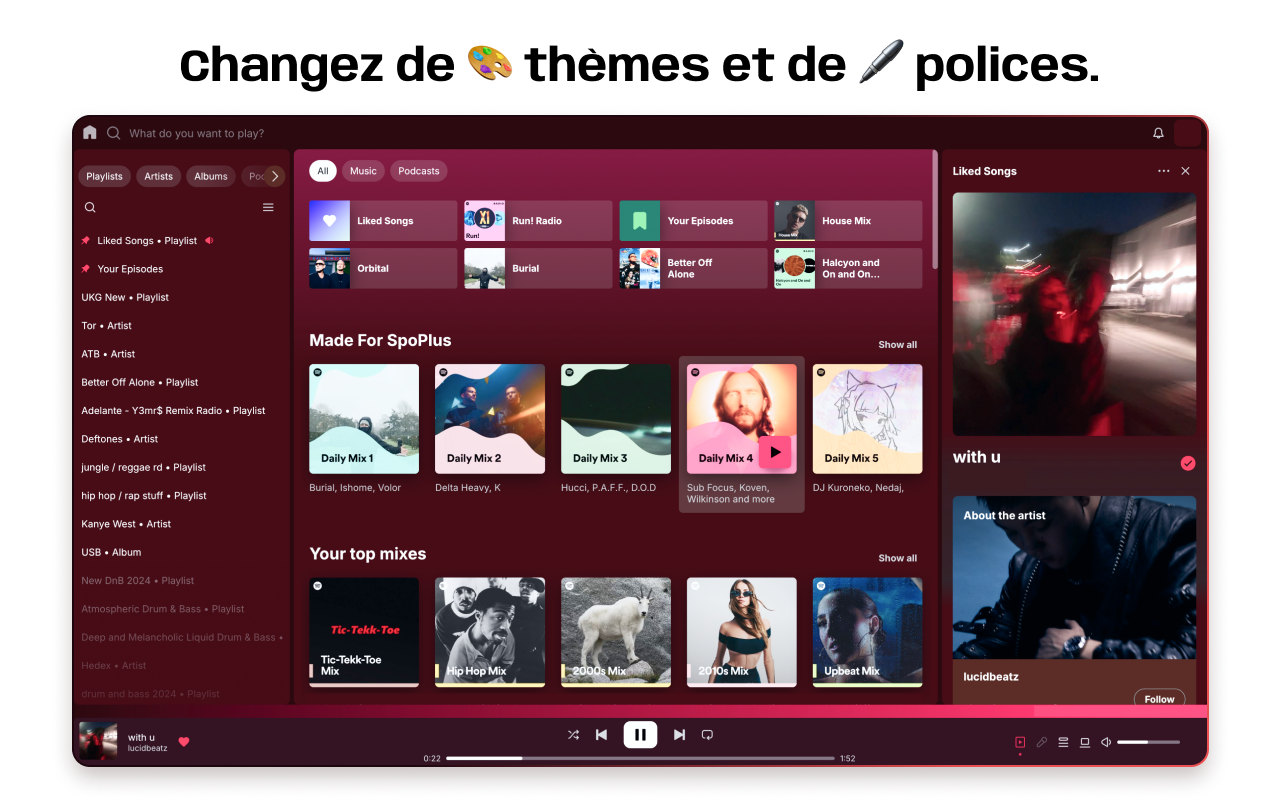 Changez de 🎨 thèmes et de 🖊️ polices.
What do you want to play?
Playlists
Artists
Albums
All
Music
Podcasts
Liked Songs
Liked Songs • Playlist
Your Episodes
UKG New • Playlist
Tor • Artist
ATB • Artist
Better Off Alone • Playlist
Adelante - Y3mr$ Remix Radio • Playlist
Deftones • Artist
jungle / reggae rd • Playlist
hip hop / rap stuff • Playlist
Kanye West • Artist
USB • Album
New DnB 2024 • Playlist
Atmospheric Drum & Bass • Playlist
Deep and Melancholic Liquid Drum & Bass •
Hedex • Artist
drum and bass 2024 • Playlist
Liked Songs
Run!
Run! Radio
Your Episodes
House Mix
House Mix
Orbital
Burial
Better Off
Alone
Halcyon and On and
On
Halcyon and
On and On...
Made For SpoPlus
Show all
Daily Mix 1
Daily Mix 2
Daily Mix 3
Daily Mix 4
Daily Mix 5
Burial, Ishome, Volor
Delta Heavy, K
Hucci, P.A.F.F., D.O.D
Sub Focus, Koven,
Wilkinson and more
DJ Kuroneko, Nedaj,
Your top mixes
Show all
Tic-Tekk-Toe
Tic-Tekk-Toe
Mix
Hip Hop Mix
2000s Mix
2010s Mix
Upbeat Mix
with u
About the artist
lucidbeatz
Follow
with u
lucidbeatz
0:22
1:52